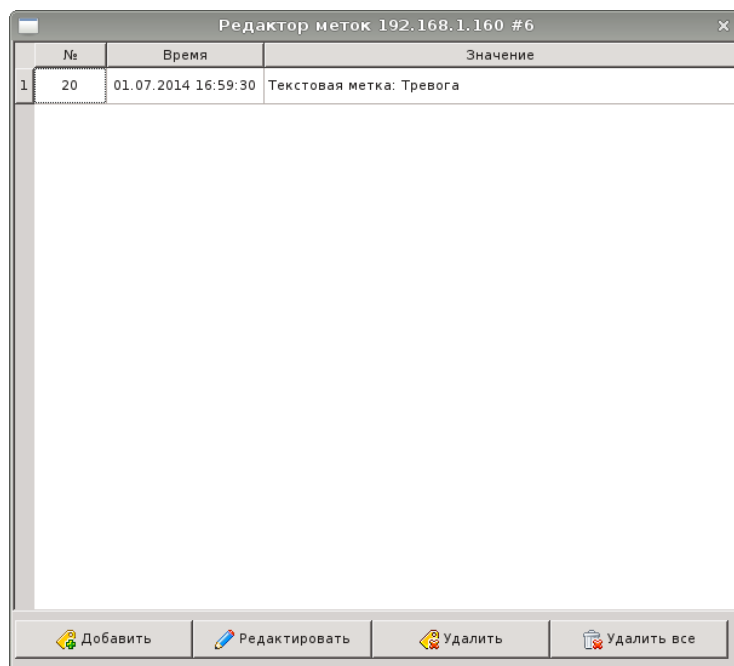 Редактор меток 192.168.1.160 #6
№ Время Значение
1 20 01.07.2014 16:59:30 Текстовая метка: Тревога
Добавить Редактировать Удалить Удалить все